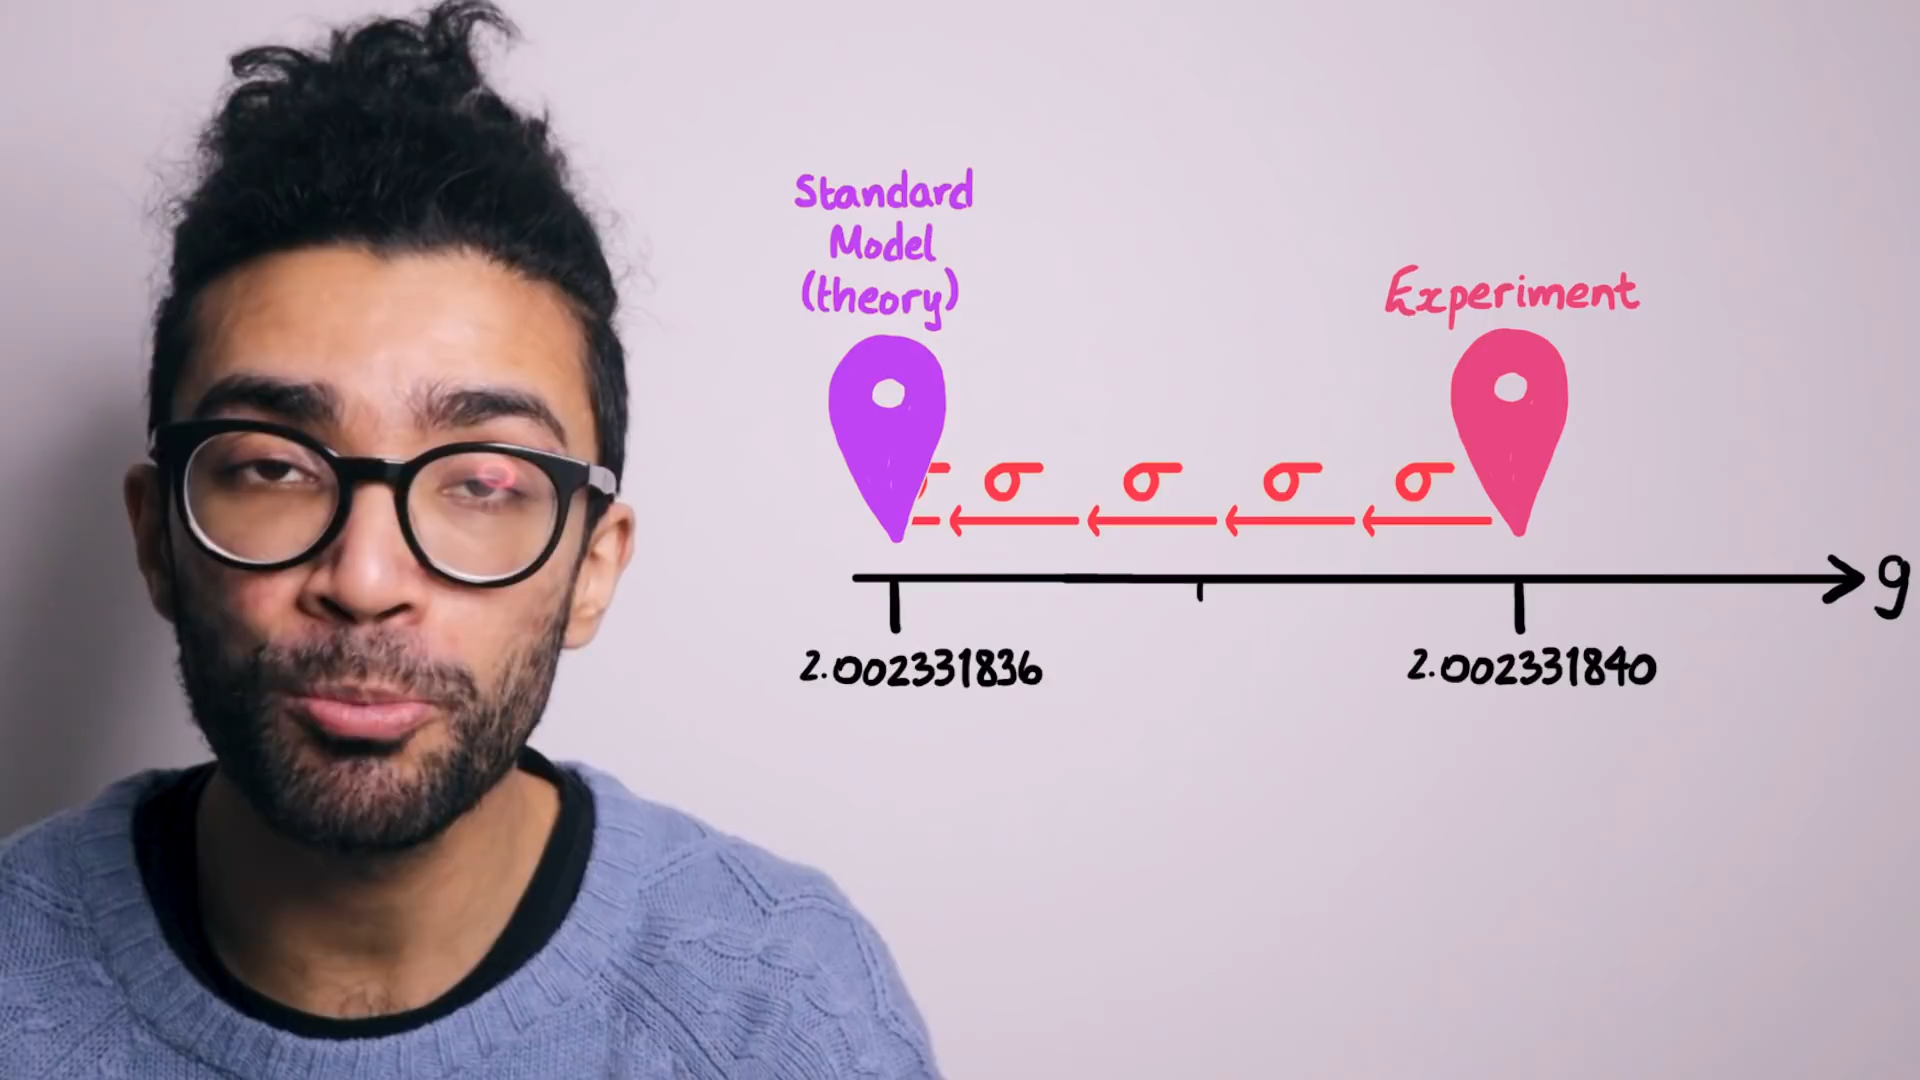 Standard
Model
(theory)
Experiment
σ σ σ σ
g
2.002331836
2.002331840